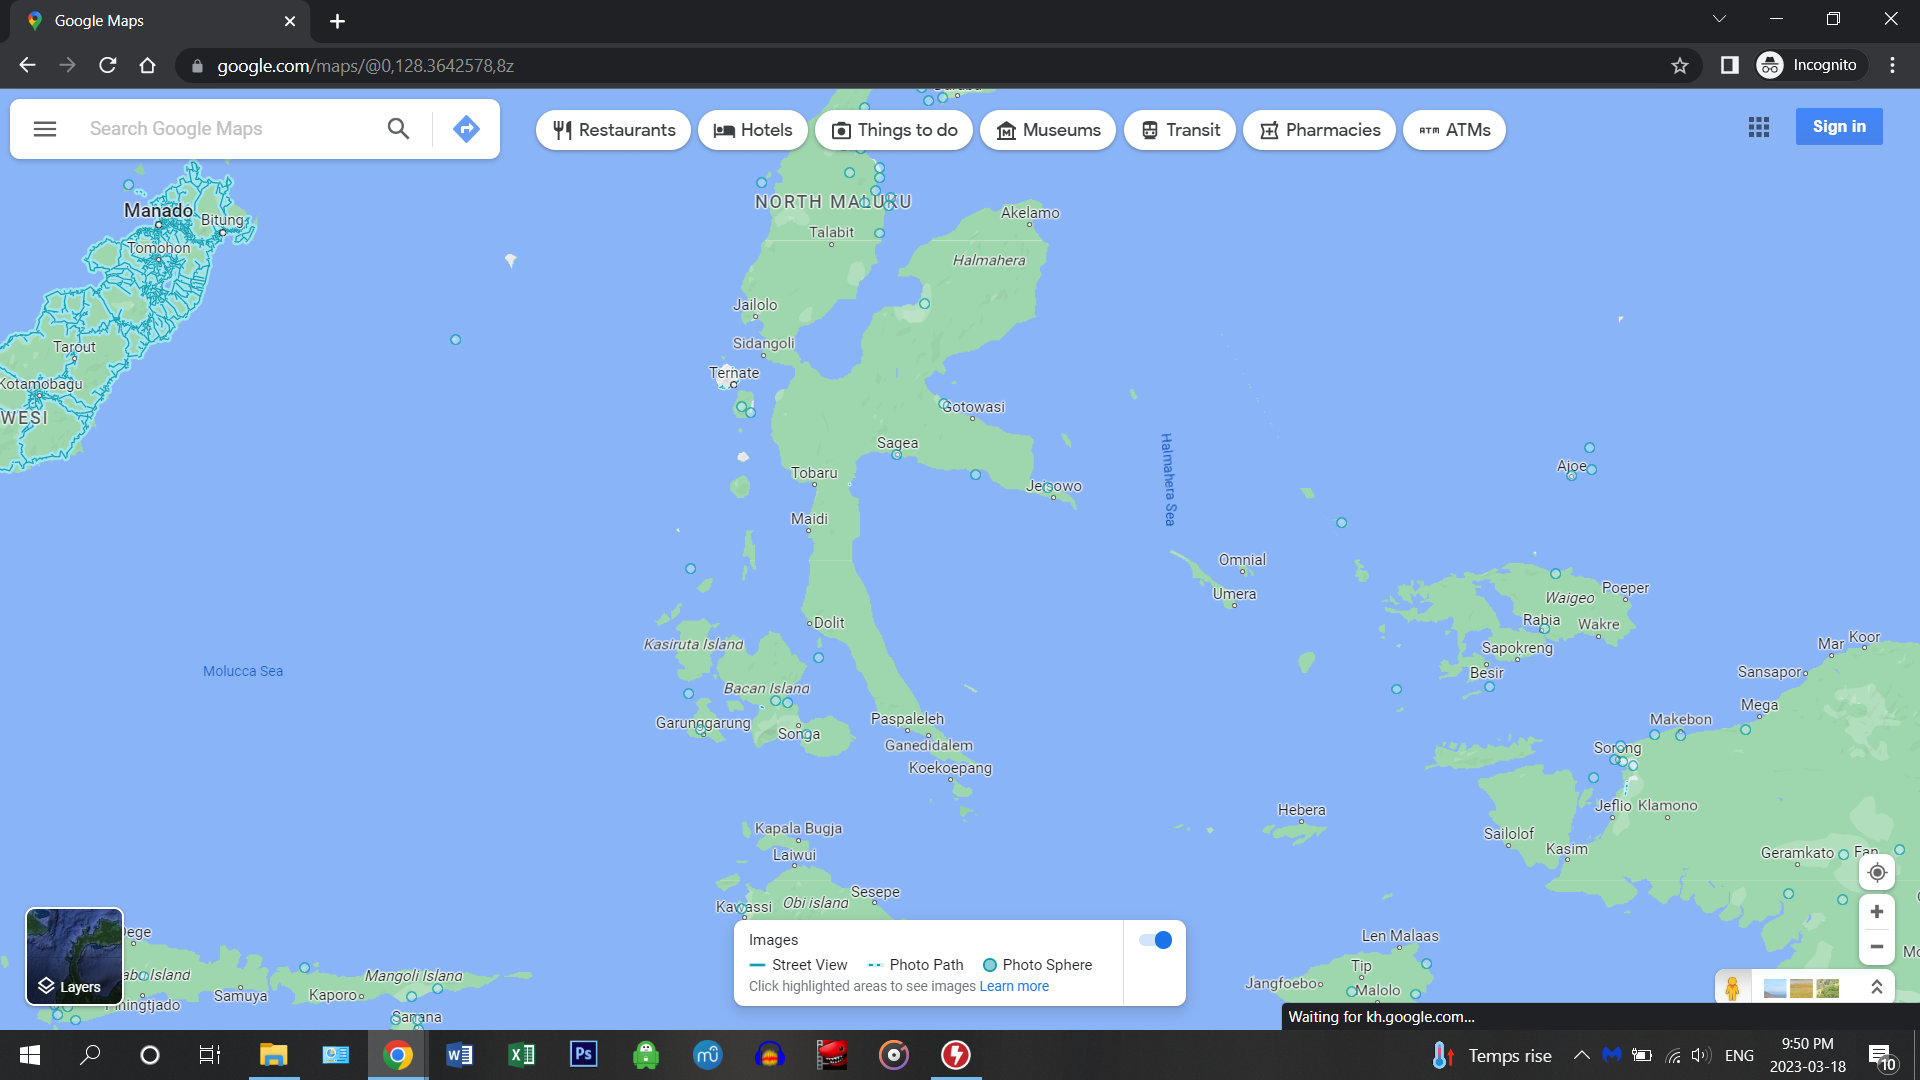 Google Maps
google.com/maps/@0,128.3642578,8z
Incognito
Search Google Maps
Restaurants
Hotels
Things to do
Museums
Transit
Pharmacies
ATM ATMs
Sign in
Manado
Bitung
Tomohon
Tarout
Kotamobagu
WESI
NORTH MALUKU
Talabit
Akelamo
Halmahera
Jailolo
Sidangoli
Ternate
Gotowasi
Sagea
Tobaru
Jeisowo
Maidi
Halmahera Sea
Ajoe
Omnial
Umera
Waigeo
Poeper
Rabia
Wakre
Sapokreng
Besir
Dolit
Kasiruta Island
Molucca Sea
Bacan Island
Garunggarung
Songa
Paspaleleh
Ganedidalem
Koekoepang
Mar
Koor
Sansapor
Mega
Makebon
Sorong
Jeflio
Klamono
Hebera
Sailolof
Kasim
Geramkato
Fan
Kapala Bugja
Laiwui
Sesepe
Kawassi
Obi island
Len Malaas
Tip
Jangfoebo
Malolo
Mangoli Island
Samuya
Kaporo
Sanana
Layers
Images
Street View
Photo Path
Photo Sphere
Click highlighted areas to see images Learn more
Waiting for kh.google.com...
Temps rise
ENG
9:50 PM
2023-03-18
10